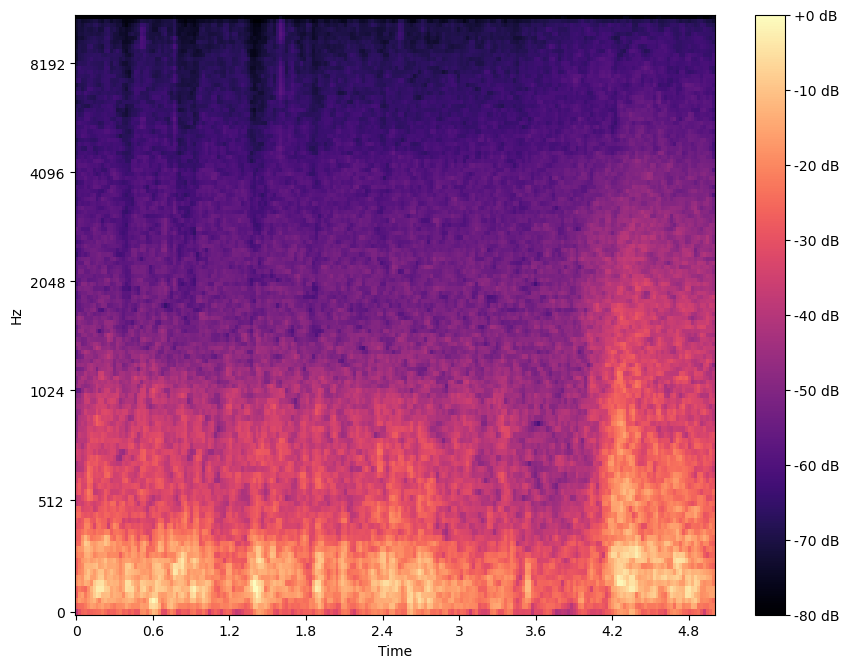 +0 dB
8192
-10 dB
4096
-20 dB
-30 dB
2048
Hz
-40 dB
1024
-50 dB
-60 dB
512
-70 dB
0
-80 dB
0 0.6 1.2 1.8 2.4 3 3.6 4.2 4.8
Time